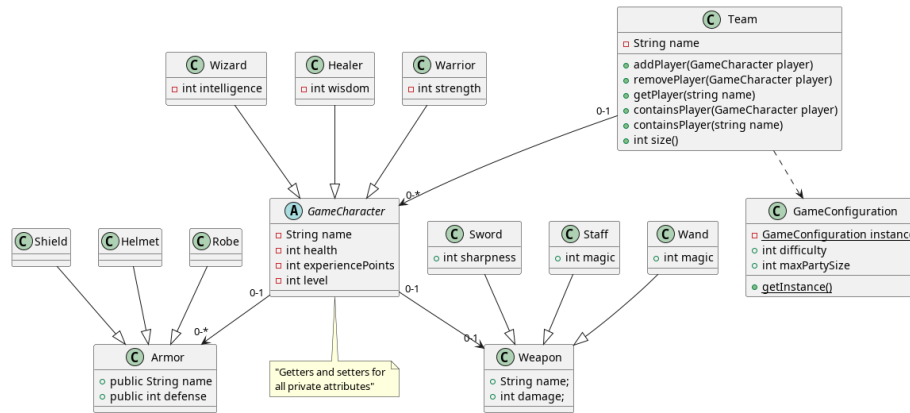 C Team
String name
addPlayer(GameCharacter player)
removePlayer(GameCharacter player)
getPlayer(string name)
containsPlayer(GameCharacter player)
containsPlayer(string name)
int size()
C Wizard
int intelligence
C Healer
int wisdom
C Warrior
int strength
0-1
0-*
A GameCharacter
String name
int health
int experiencePoints
int level
C GameConfiguration
GameConfiguration instance
int difficulty
int maxPartySize
getInstance()
C Shield
C Helmet
C Robe
C Sword
int sharpness
C Staff
int magic
C Wand
int magic
0-1
0-1
0-*
0-1
C Armor
public String name
public int defense
"Getters and setters for
all private attributes"
C Weapon
String name;
int damage;